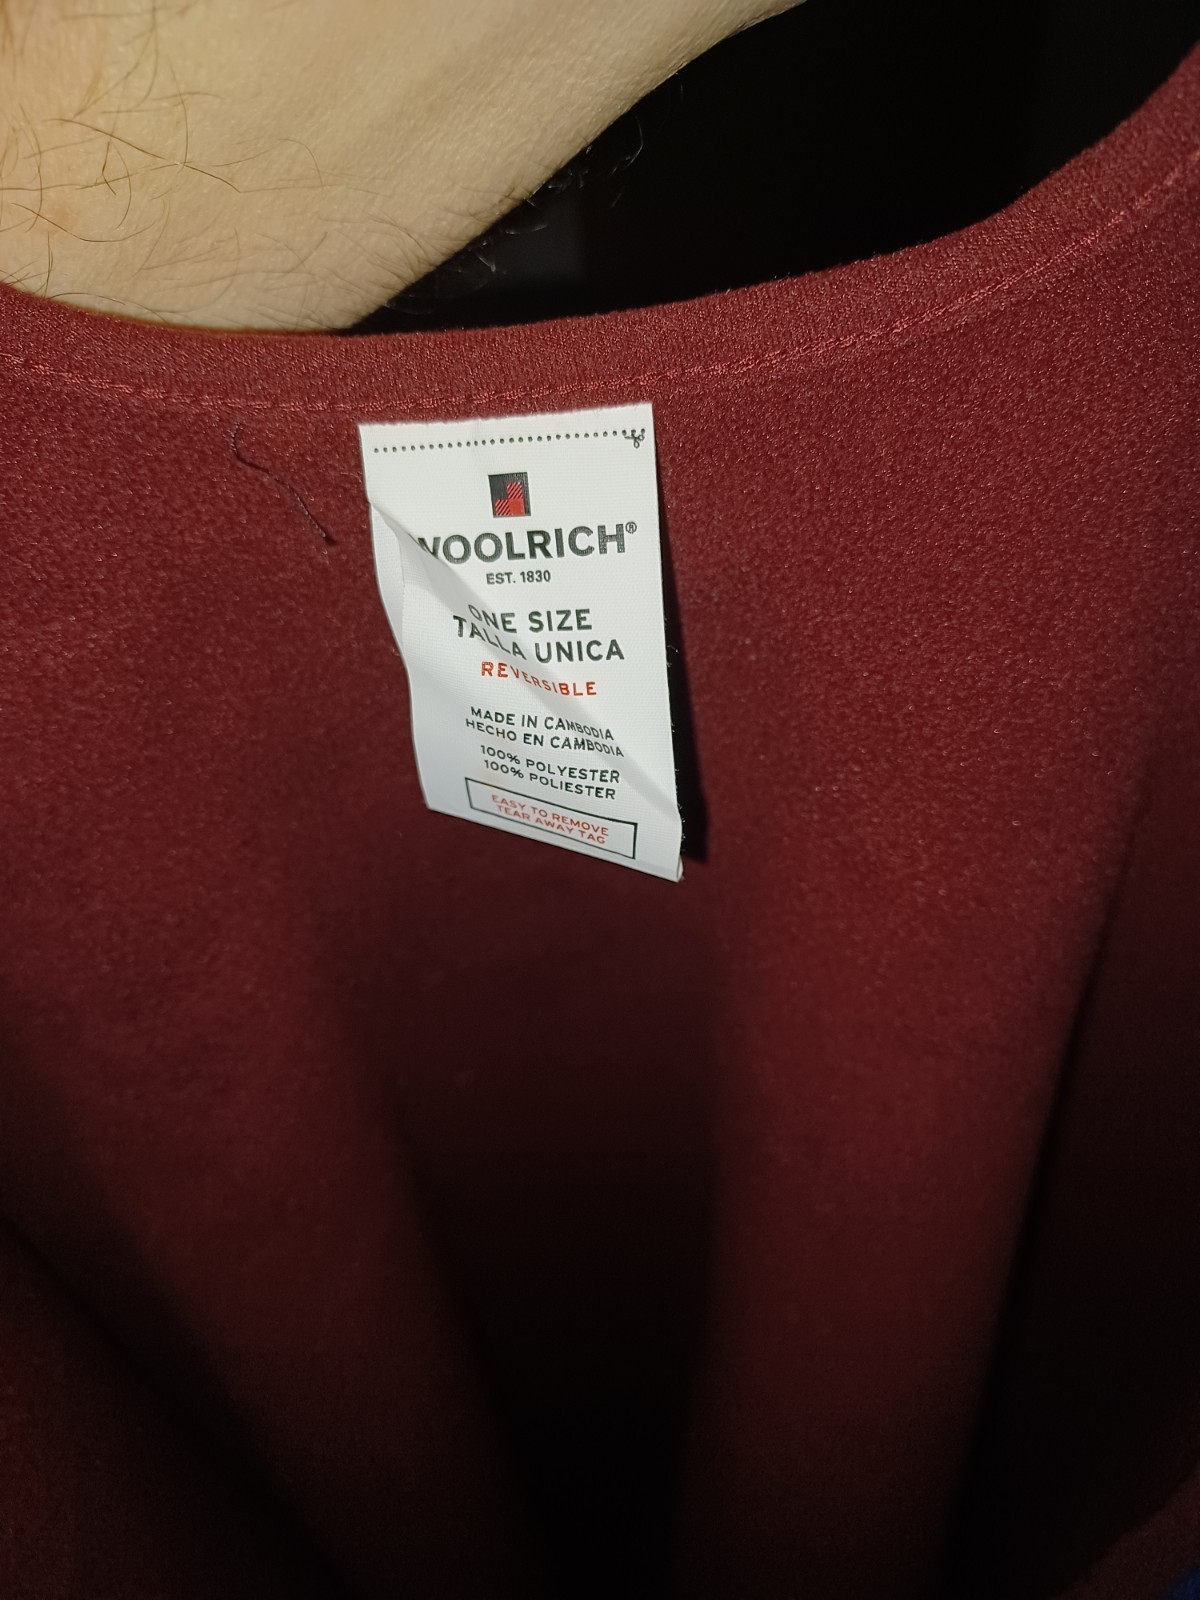 WOOLRICH®
EST. 1830
ONE SIZE
TALLA UNICA
REVERSIBLE
MADE IN CAMBODIA
HECHO EN CAMBODIA
100% POLYESTER
100% POLIESTER
EASY TO REMOVE
TEAR AWAY TAG